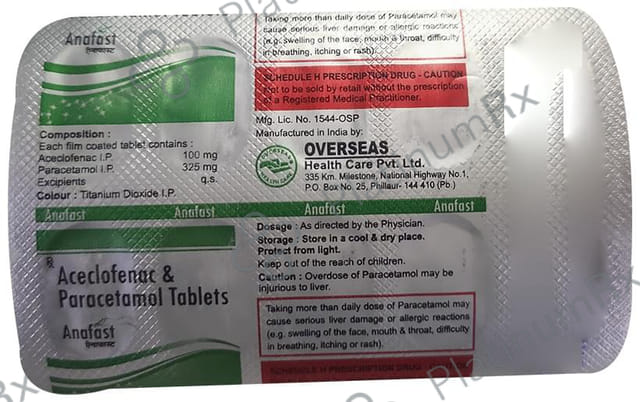 Anafast
एनाफास्ट
Composition :
Each film coated tablet contains :
Aceclofenac I.P. 100 mg
Paracetamol I.P. 325 mg
Excipients q.s.
Colour : Titanium Dioxide I.P.
Taking more than daily dose of Paracetamol may
cause serious liver damage or allergic reactions
(e.g. swelling of the face, mouth & throat, difficulty
in breathing, itching or rash).
SCHEDULE H PRESCRIPTION DRUG - CAUTION
Not to be sold by retail without the prescription
of a Registered Medical Practitioner.
Mfg. Lic. No. 1544-OSP
Manufactured in India by:
OVERSEAS
HEALTH CARE
OVERSEAS
Health Care Pvt. Ltd.
335 Km. Milestone, National Highway No.1,
P.O. Box No. 25, Phillaur- 144 410 (Pb.)
Anafast Anafast Anafast Anafast
℞
Aceclofenac &
Paracetamol Tablets
Anafast
एनाफास्ट
Dosage : As directed by the Physician.
Storage : Store in a cool & dry place.
Protect from light.
Keep out of the reach of children.
Caution : Overdose of Paracetamol may be
injurious to liver.
Taking more than daily dose of Paracetamol may
cause serious liver damage or allergic reactions
(e.g. swelling of the face, mouth & throat, difficulty
in breathing, itching or rash).
SCHEDULE H PRESCRIPTION DRUG